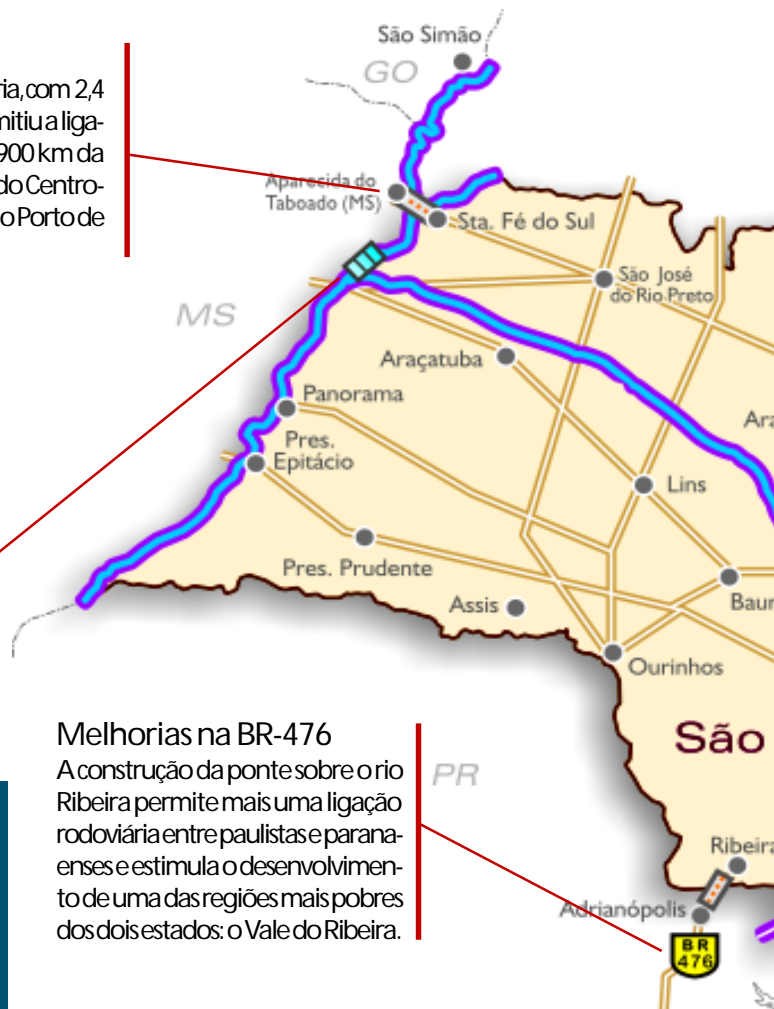 São Simão
GO
ria, com 2,4
mitiu a liga-
900 km da
do Centro-
o Porto de
Aparecida do
Taboado (MS)
Sta. Fé do Sul
São José
do Rio Preto
MS
Araçatuba
Panorama
Ara
Pres.
Epitácio
Lins
Pres. Prudente
Assis
Baur
Ourinhos
São
Melhorias na BR-476
A construção da ponte sobre o rio
Ribeira permite mais uma ligação
rodoviária entre paulistas e parana-
enses e estimula o desenvolvimen-
to de uma das regiões mais pobres
dos dois estados: o Vale do Ribeira.
PR
Ribeira
Adrianópolis
BR
476